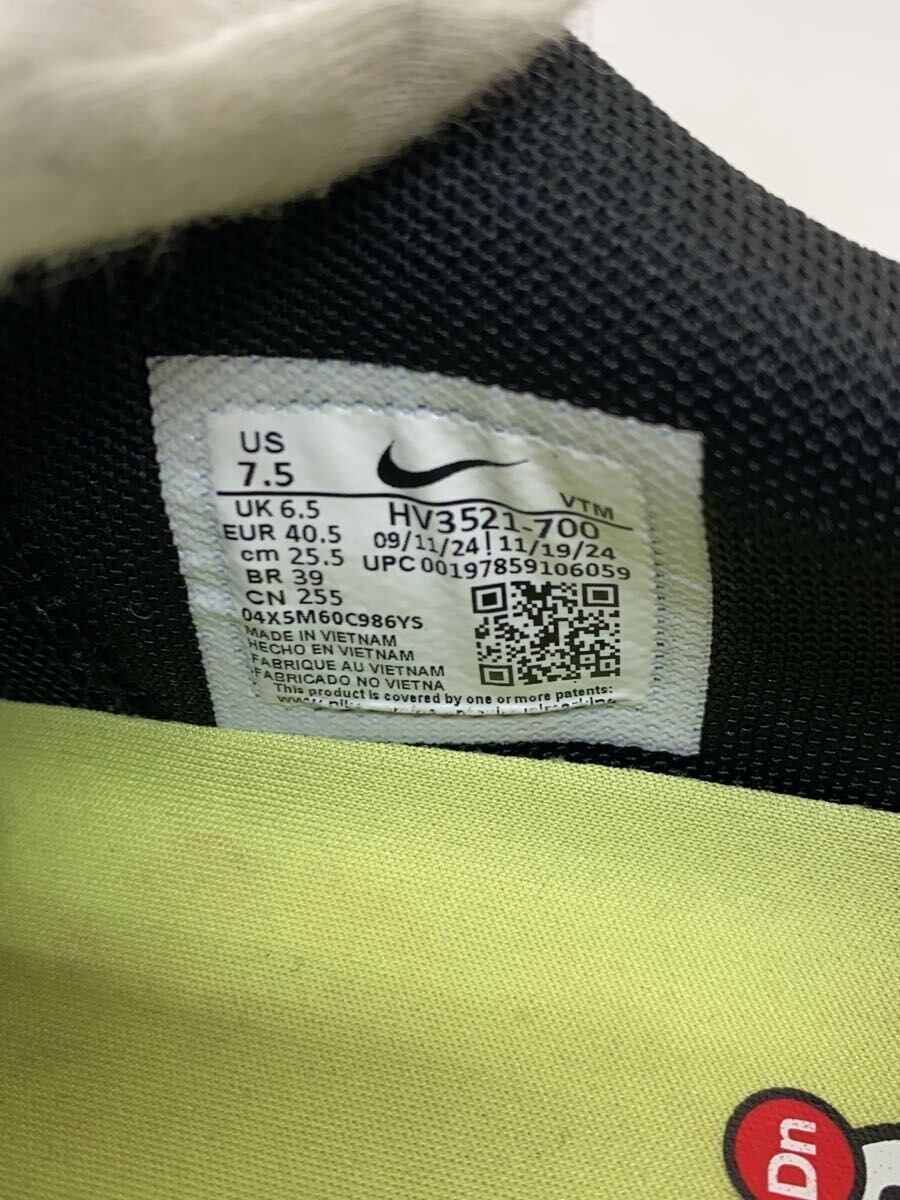 US
7.5
VTM
UK 6.5
HV3521-700
EUR 40.5
09/11/24 | 11/19/24
cm 25.5
UPC 00197859106059
BR 39
CN 255
04X5M60C986YS
MADE IN VIETNAM
HECHO EN VIETNAM
FABRIQUE AU VIETNAM
FABRICADO NO VIETNA
This product is covered by one or more patents:
Dn